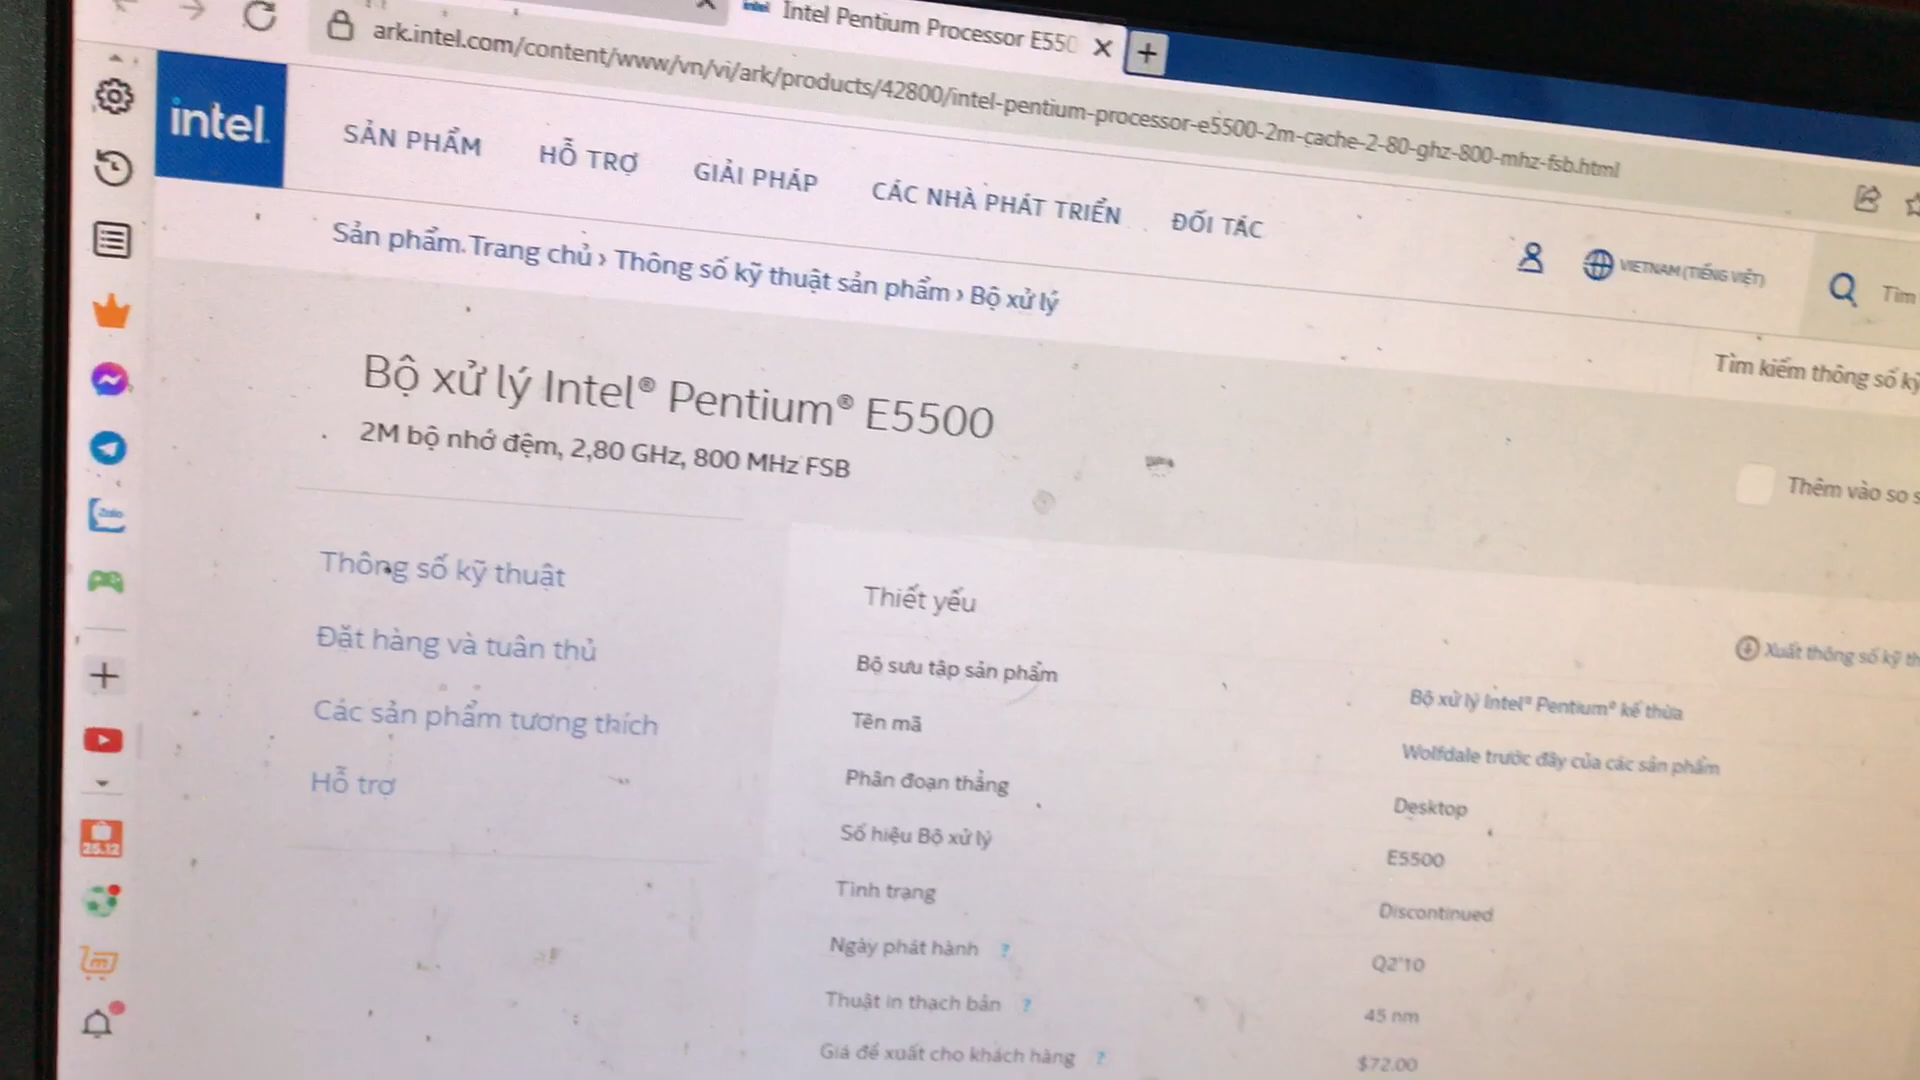 Intel Pentium Processor E550
ark.intel.com/content/www/vn/vi/ark/products/42800/intel-pentium-processor-e5500-2m-cache-2-80-ghz-800-mhz-fsb.html
intel.
SẢN PHẨM HỖ TRỢ GIẢI PHÁP CÁC NHÀ PHÁT TRIỂN ĐỐI TÁC
VIETNAM (TIẾNG VIỆT)
Tìm
Sản phẩm. Trang chủ › Thông số kỹ thuật sản phẩm › Bộ xử lý
Tìm kiếm thông số kỹ
Bộ xử lý Intel® Pentium® E5500
2M bộ nhớ đệm, 2,80 GHz, 800 MHz FSB
Thêm vào so s
Thông số kỹ thuật
Đặt hàng và tuân thủ
Các sản phẩm tương thích
Hỗ trợ
Thiết yếu
Xuất thông số kỹ th
Bộ sưu tập sản phẩm Bộ xử lý Intel® Pentium® kế thừa
Tên mã Wolfdale trước đây của các sản phẩm
Phân đoạn thẳng Desktop
Số hiệu Bộ xử lý E5500
Tình trạng Discontinued
Ngày phát hành ? Q2'10
Thuật in thạch bản ? 45 nm
Giá đề xuất cho khách hàng ? $72.00
Zalo
25.12